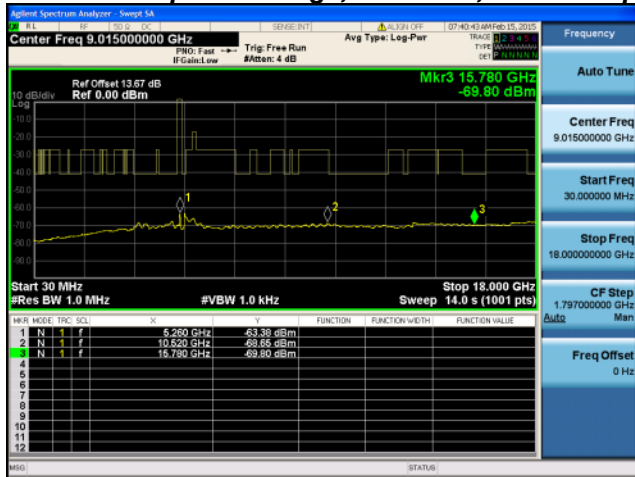 Agilent Spectrum Analyzer - Swept SA
RL RF 50 Ω DC SENSE:INT ALIGN OFF 07:40:43 AM Feb 15, 2015
Center Freq 9.015000000 GHz
PNO: Fast
IFGain:Low
Trig: Free Run
#Atten: 4 dB
Avg Type: Log-Pwr
TRACE 1 2 3 4 5 6
TYPE
DET P N N N N N
Frequency
Auto Tune
Center Freq
9.015000000 GHz
Start Freq
30.000000 MHz
Stop Freq
18.000000000 GHz
CF Step
1.797000000 GHz
Auto Man
Freq Offset
0 Hz
Mkr3 15.780 GHz
-69.80 dBm
Ref Offset 13.67 dB
10 dB/div Ref 0.00 dBm
Log
-10.0
-20.0
-30.0
-40.0
-50.0
-60.0
-70.0
-80.0
-90.0
1
2
3
Start 30 MHz Stop 18.000 GHz
#Res BW 1.0 MHz #VBW 1.0 kHz Sweep 14.0 s (1001 pts)
MKR MODE TRC SCL X Y FUNCTION FUNCTION WIDTH FUNCTION VALUE
1 N 1 f 5.260 GHz -63.38 dBm
2 N 1 f 10.520 GHz -68.65 dBm
3 N 1 f 15.780 GHz -69.80 dBm
4
5
6
7
8
9
10
11
12
MSG STATUS